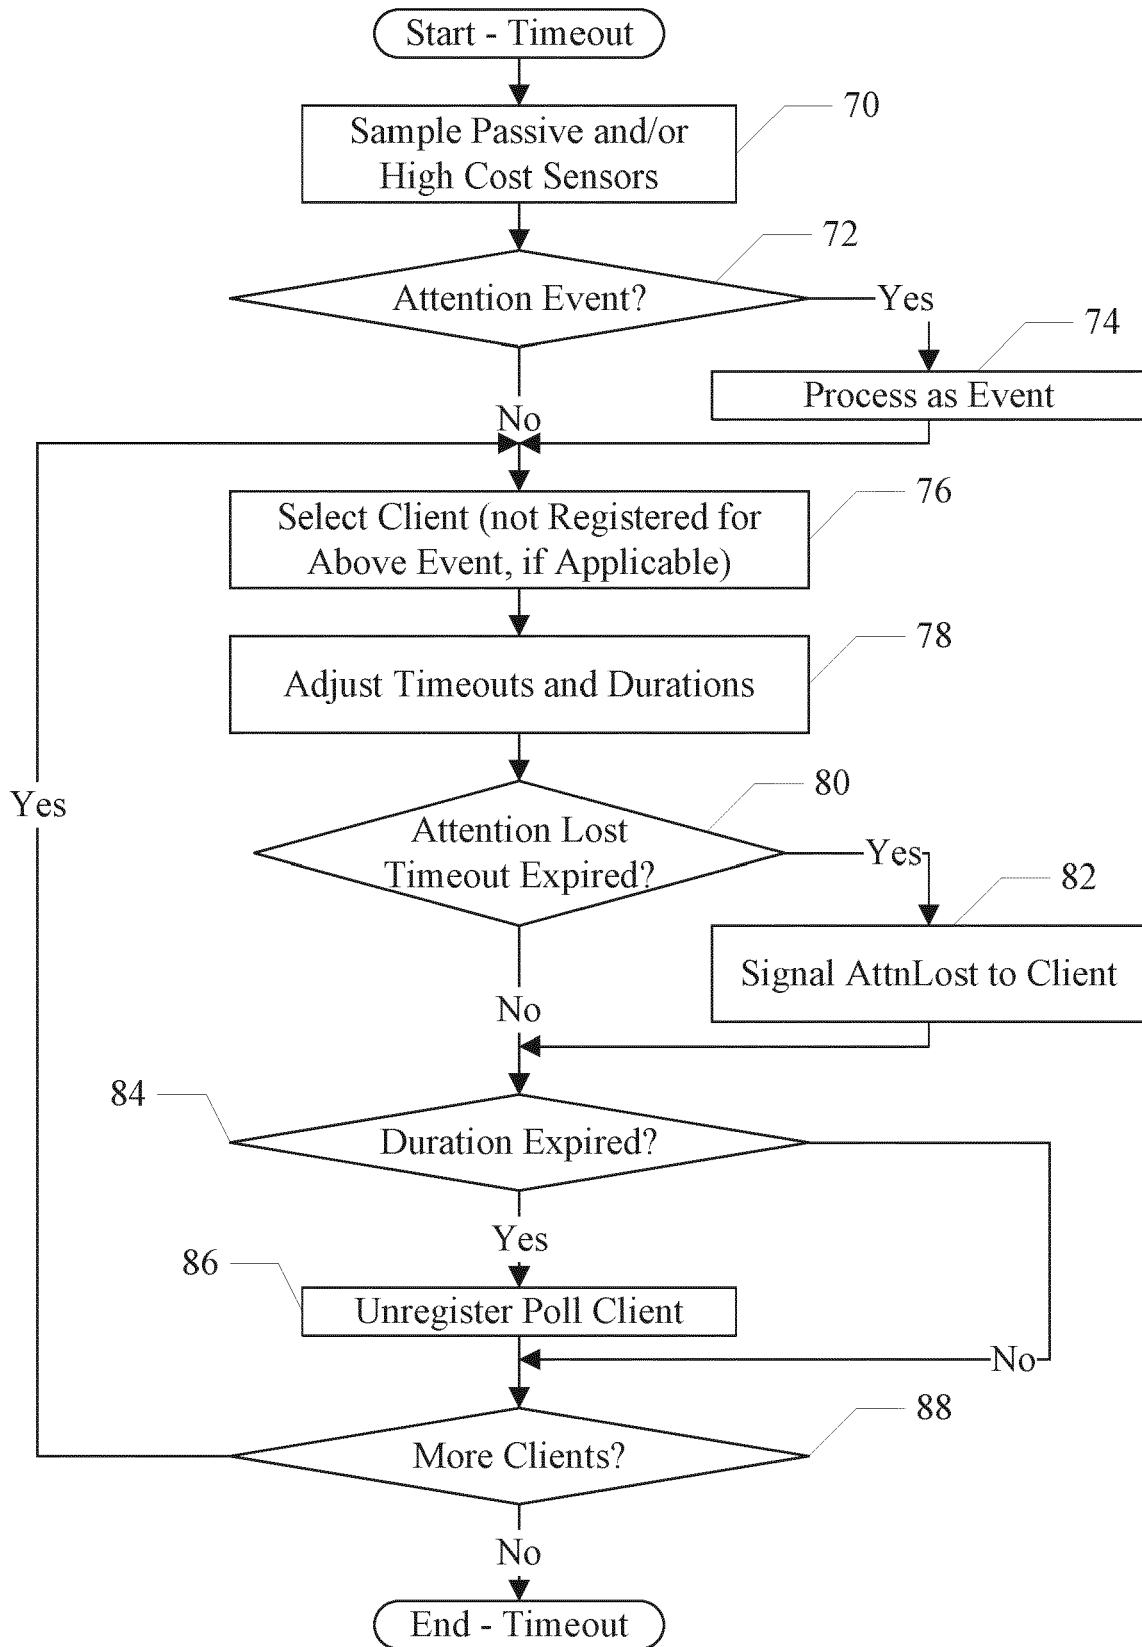 Start - Timeout
70
Sample Passive and/or
High Cost Sensors
72
Attention Event?
Yes
74
Process as Event
No
76
Select Client (not Registered for
Above Event, if Applicable)
78
Adjust Timeouts and Durations
Yes
80
Attention Lost
Timeout Expired?
Yes
82
Signal AttnLost to Client
No
84
Duration Expired?
Yes
86
Unregister Poll Client
No
88
More Clients?
No
End - Timeout